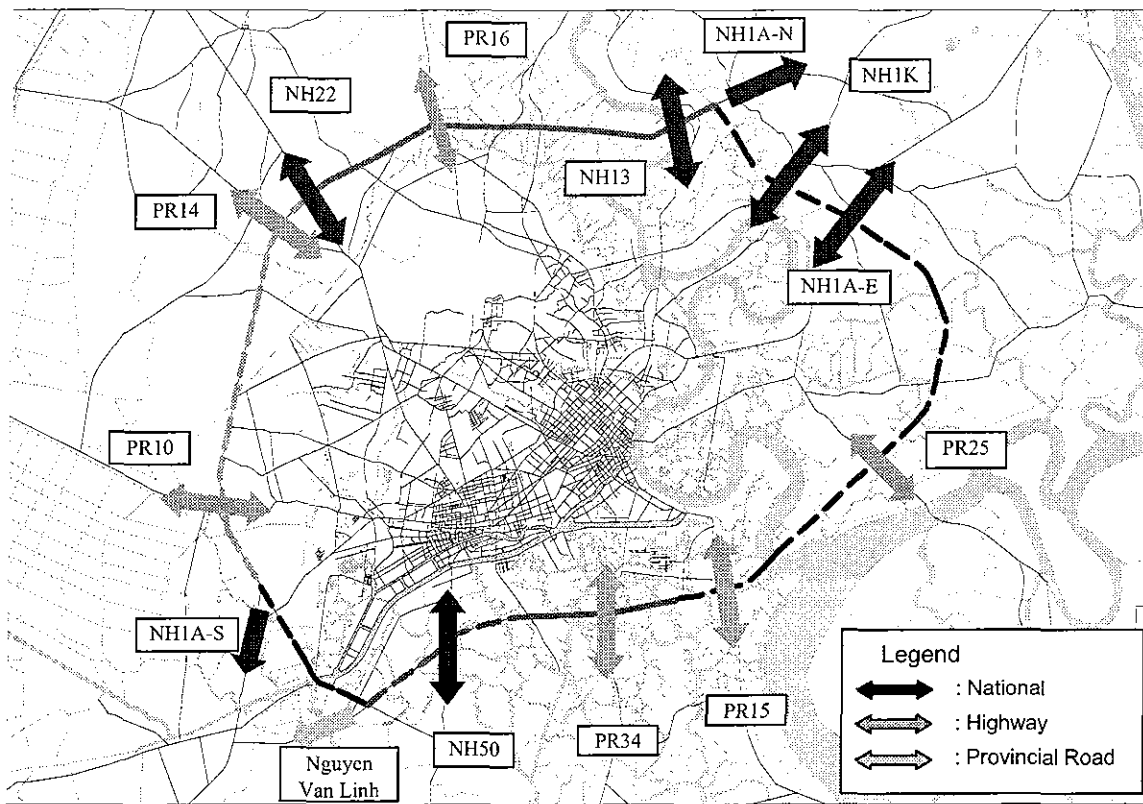 PR16
NH1A-N
NH1K
NH22
NH13
PR14
NH1A-E
PR10
PR25
NH1A-S
NH50
PR34
PR15
Nguyen
Van Linh
Legend
: National
: Highway
: Provincial Road